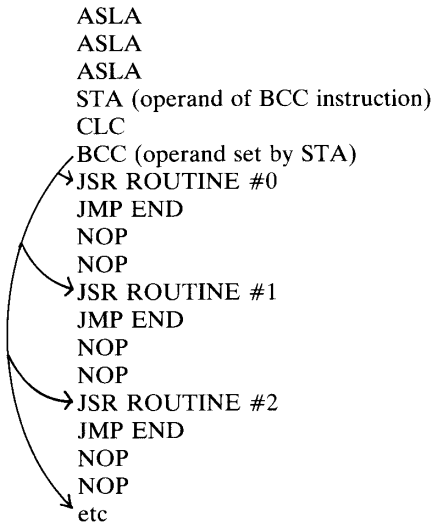 ASLA
ASLA
ASLA
STA (operand of BCC instruction)
CLC
BCC (operand set by STA)
JSR ROUTINE #0
JMP END
NOP
NOP
JSR ROUTINE #1
JMP END
NOP
NOP
JSR ROUTINE #2
JMP END
NOP
NOP
etc